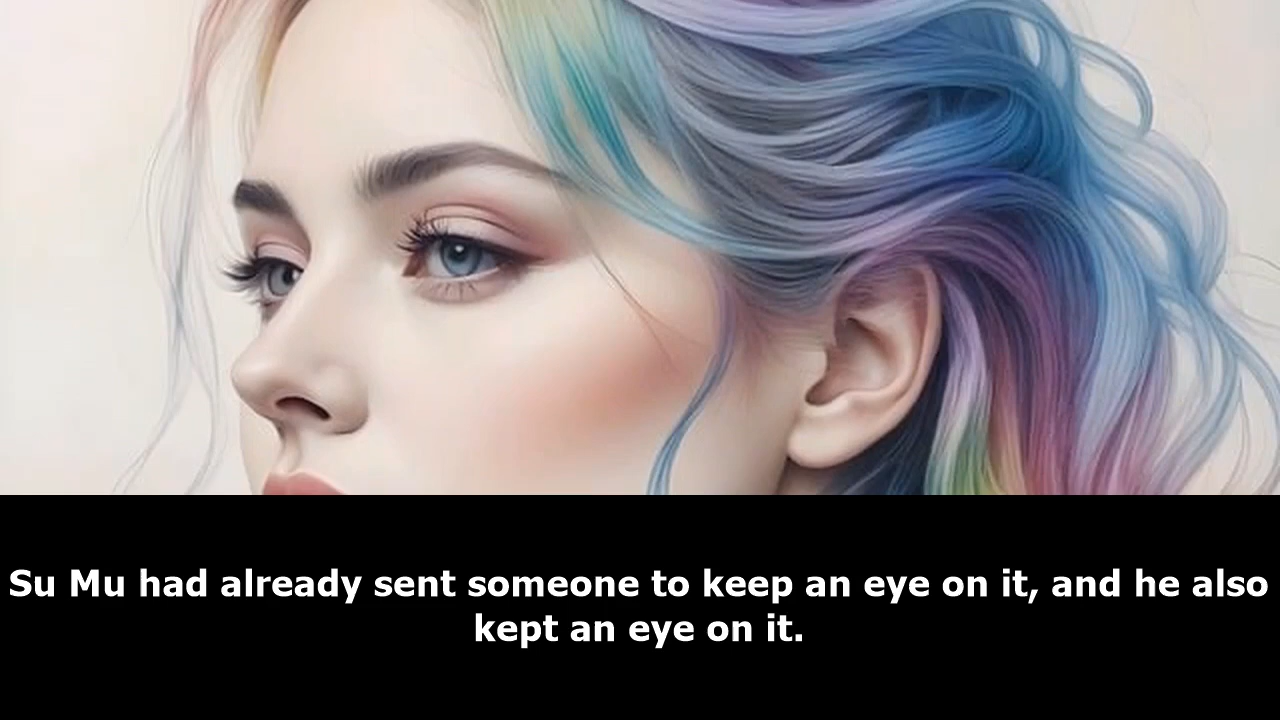 Su Mu had already sent someone to keep an eye on it, and he also
kept an eye on it.